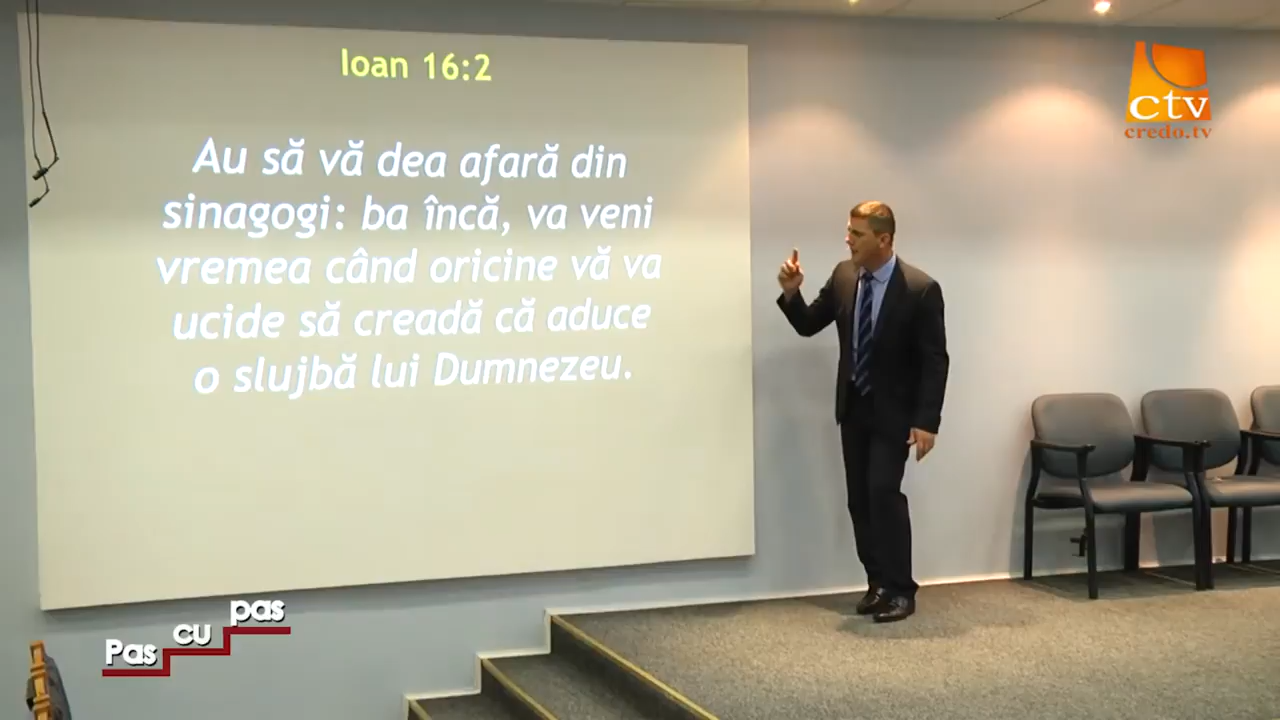 Ioan 16:2
Au să vă dea afară din
sinagogi: ba încă, va veni
vremea când oricine vă va
ucide să creadă că aduce
o slujbă lui Dumnezeu.
ctv
credo.tv
Pas cu pas